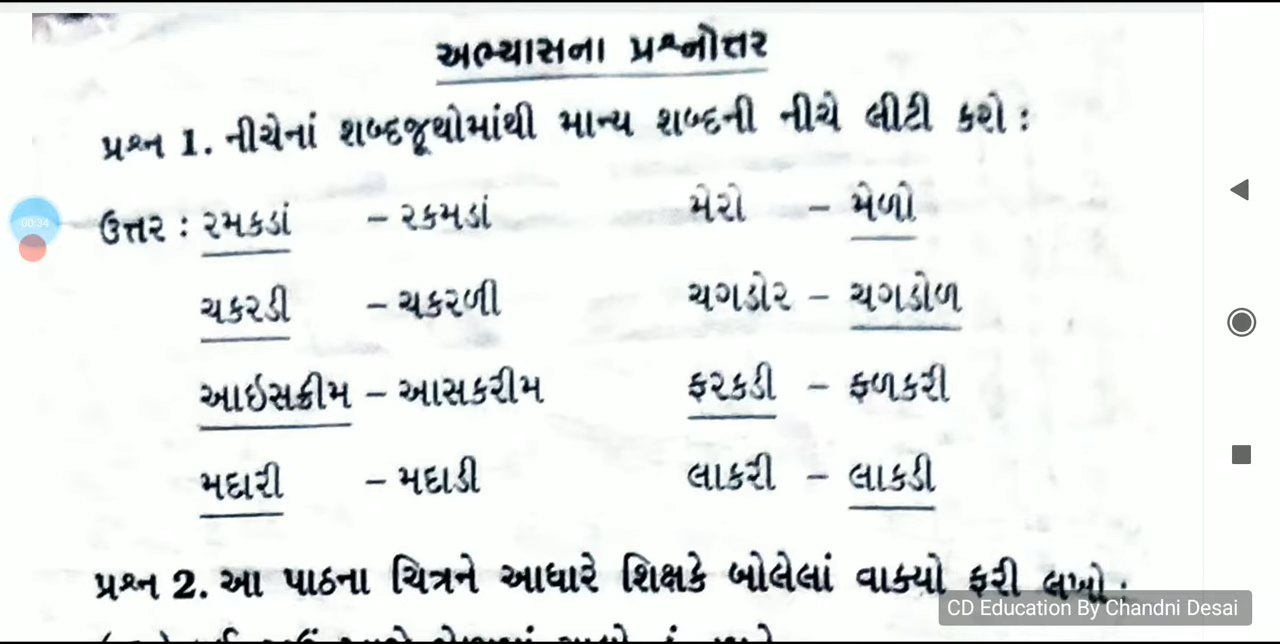 અભ્યાસના પ્રશ્નોત્તર
પ્રશ્ન 1. નીચેનાં શબ્દજૂથોમાંથી માન્ય શબ્દની નીચે લીટી કરો :
00:34
ઉત્તર : રમકડાં – રકમડાં મેરો – મેળો
ચકરડી – ચકરળી ચગડોર – ચગડોળ
આઇસક્રીમ – આસકરીમ ફરકડી – ફળકરી
મદારી – મદાડી લાકરી – લાકડી
પ્રશ્ન 2. આ પાઠના ચિત્રને આધારે શિક્ષકે બોલેલાં વાક્યો ફરી લખો :
CD Education By Chandni Desai